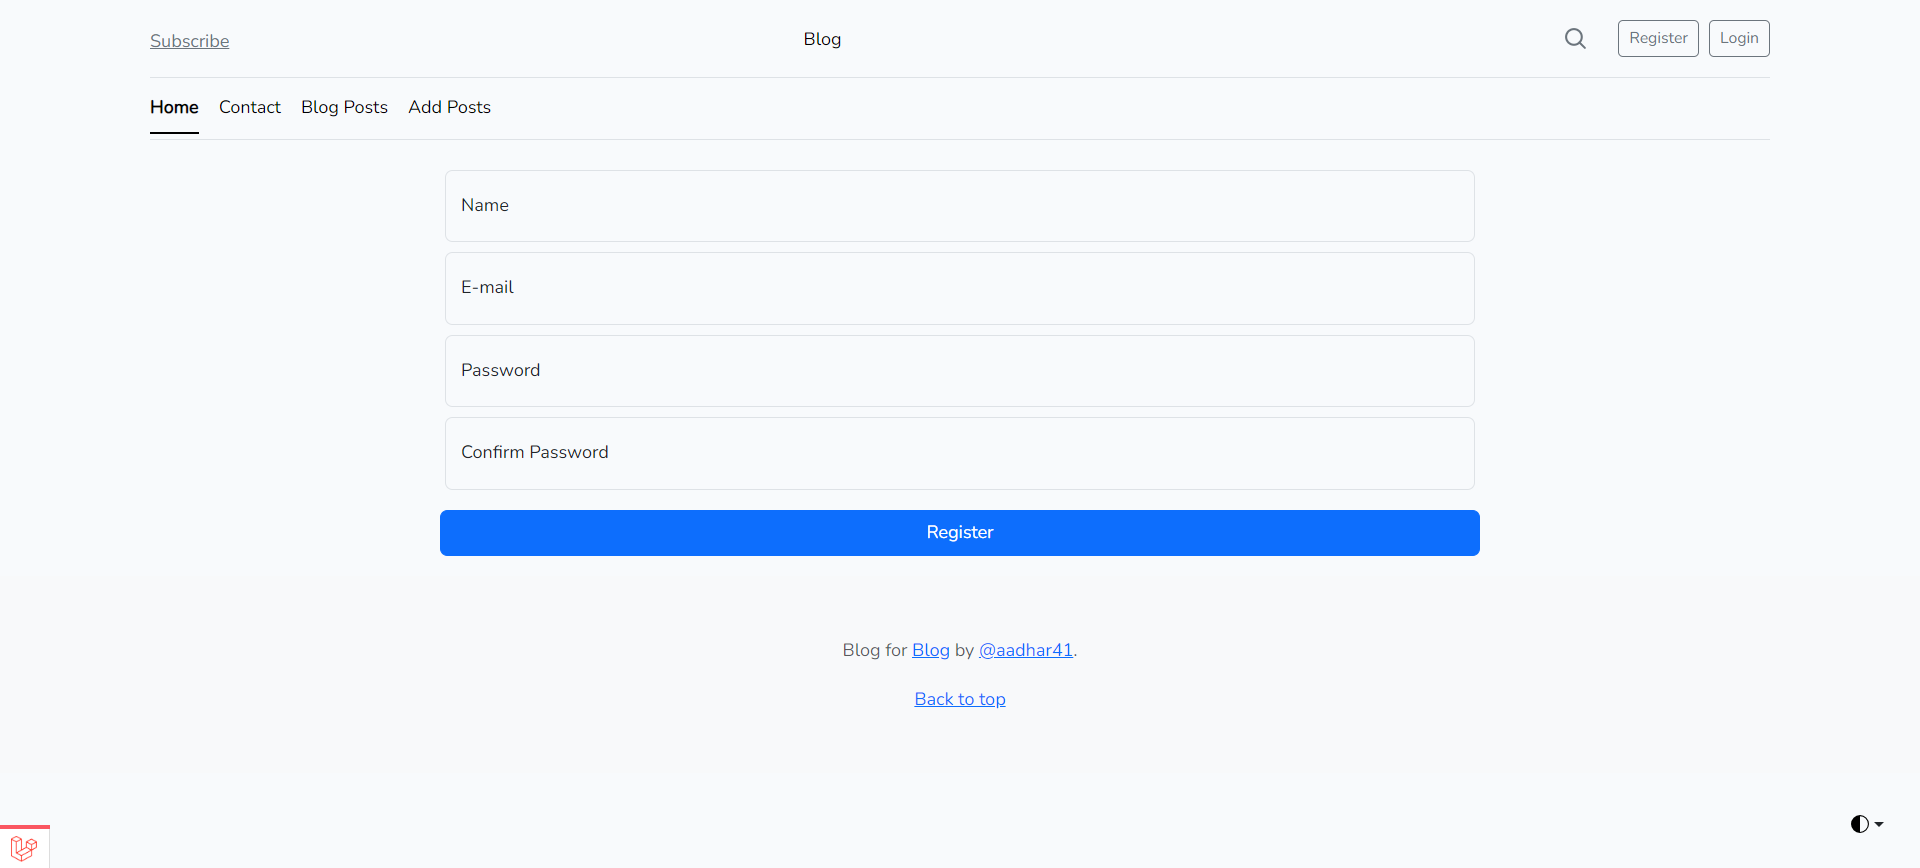 Subscribe
Blog
Register
Login
Home
Contact
Blog Posts
Add Posts
Name
E-mail
Password
Confirm Password
Register
Blog for Blog by @aadhar41.
Back to top